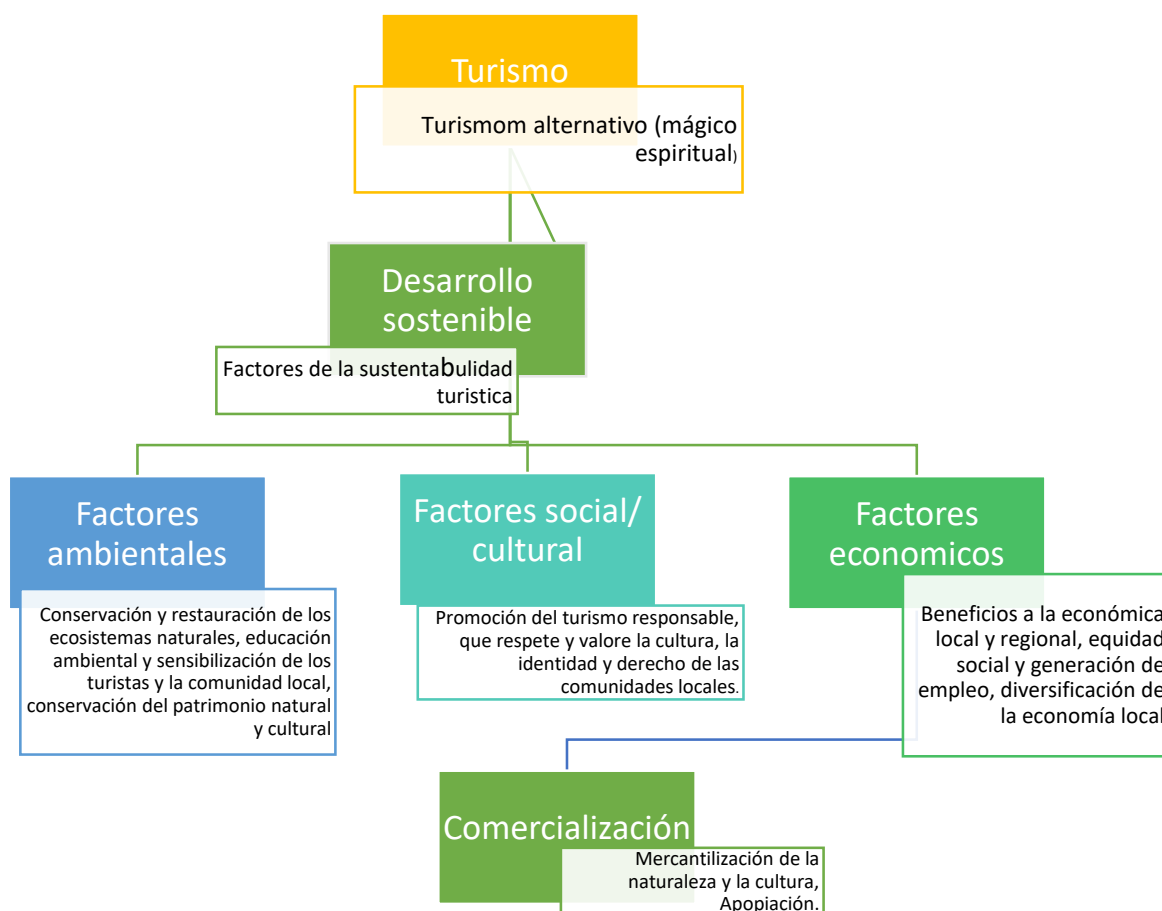 Turismo
Turismom alternativo (mágico
espiritual)
Desarrollo
sostenible
Factores de la sustentabulidad
turistica
Factores
ambientales
Conservación y restauración de los
ecosistemas naturales, educación
ambiental y sensibilización de los
turistas y la comunidad local,
conservación del patrimonio natural
y cultural
Factores social/
cultural
Promoción del turismo responsable,
que respete y valore la cultura, la
identidad y derecho de las
comunidades locales.
Factores
economicos
Beneficios a la económica
local y regional, equidad
social y generación de
empleo, diversificación de
la economía local
Comercialización
Mercantilización de la
naturaleza y la cultura,
Apopiación.